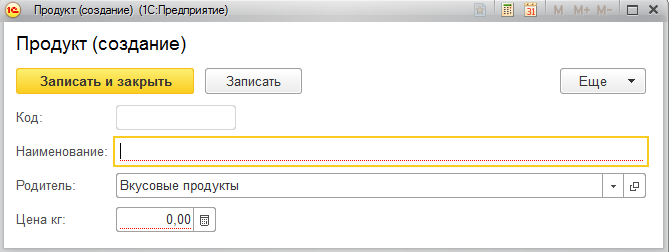 Продукт (создание) (1С:Предприятие)
M M+ M-
31
Продукт (создание)
Записать и закрыть Записать Еще
Код:
Наименование:
Родитель: Вкусовые продукты
Цена кг: 0,00